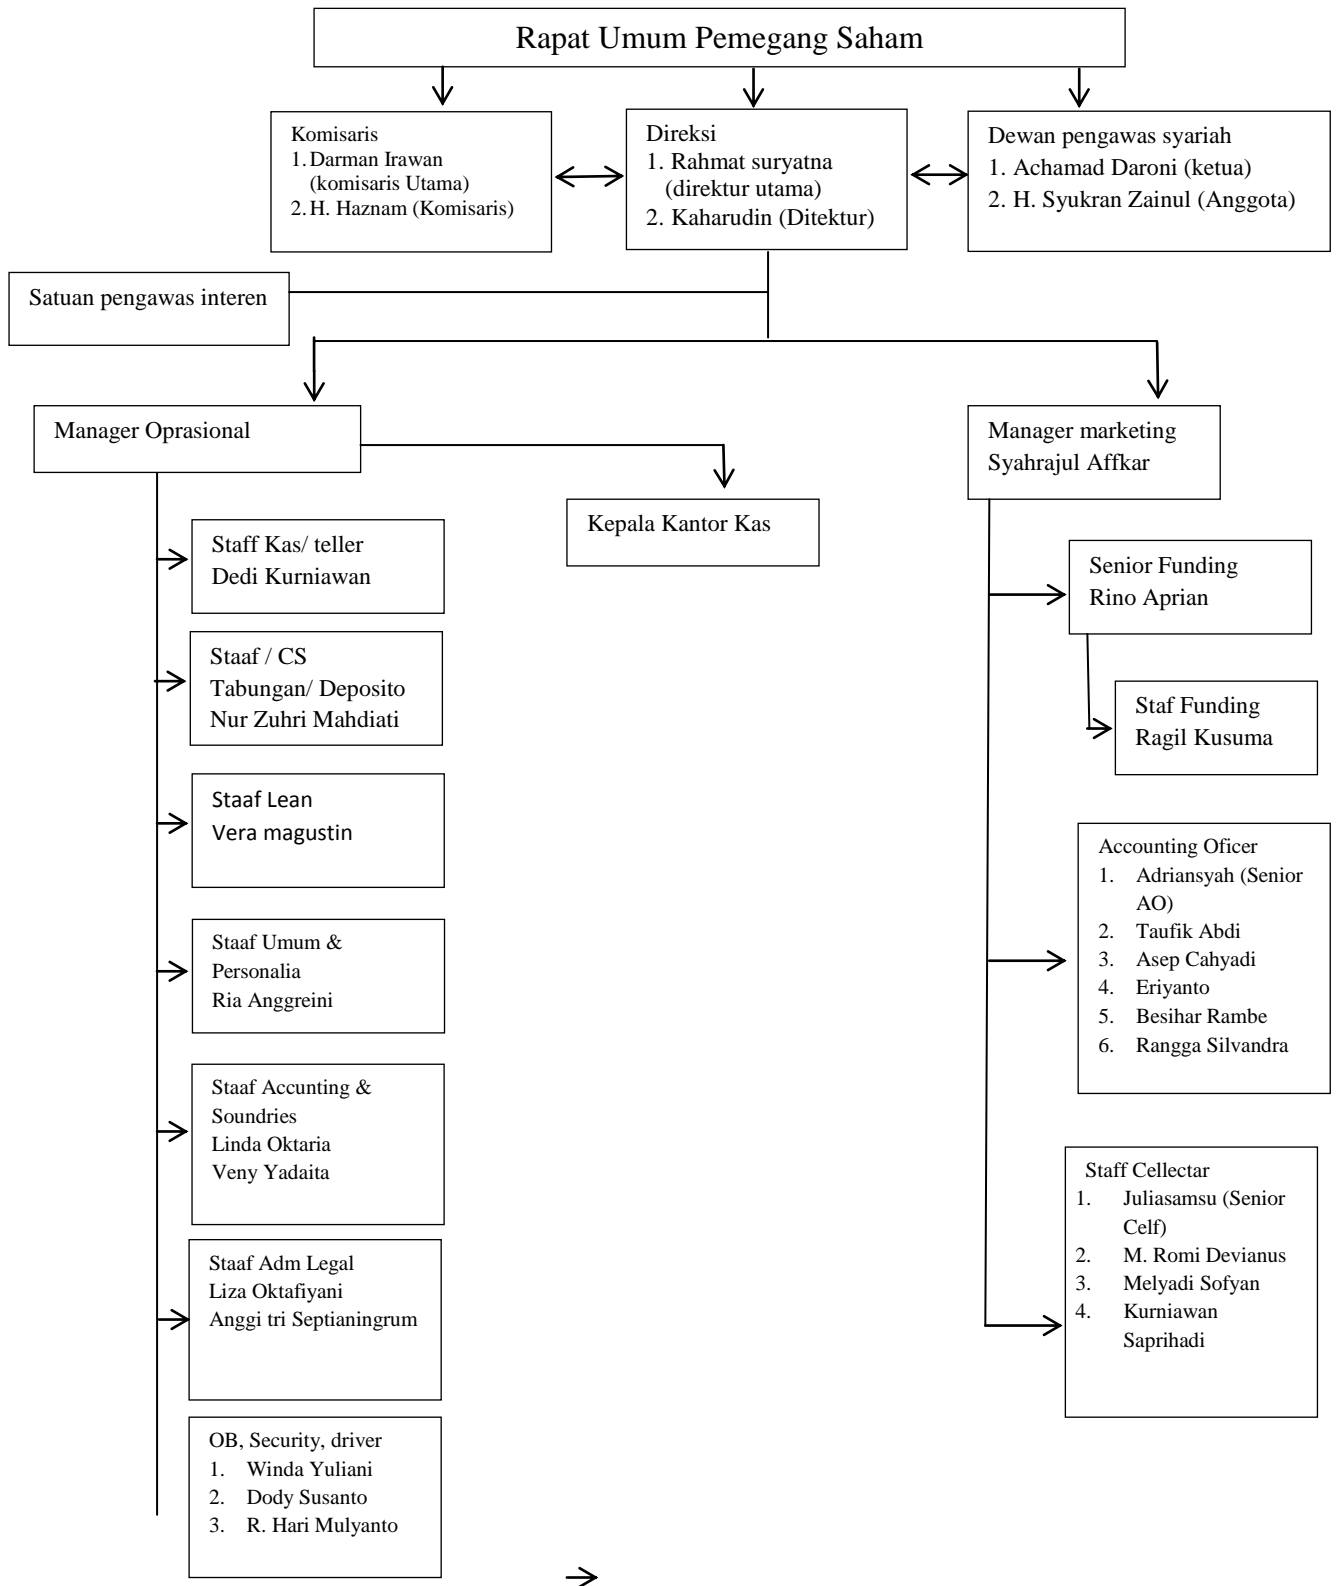 Rapat Umum Pemegang Saham
Komisaris
1. Darman Irawan
(komisaris Utama)
2. H. Haznam (Komisaris)
Direksi
1. Rahmat suryatna
(direktur utama)
2. Kaharudin (Ditektur)
Dewan pengawas syariah
1. Achamad Daroni (ketua)
2. H. Syukran Zainul (Anggota)
Satuan pengawas interen
Manager Oprasional
Manager marketing
Syahrajul Affkar
Kepala Kantor Kas
Staff Kas/ teller
Dedi Kurniawan
Staaf / CS
Tabungan/ Deposito
Nur Zuhri Mahdiati
Staaf Lean
Vera magustin
Staaf Umum &
Personalia
Ria Anggreini
Staaf Accunting &
Soundries
Linda Oktaria
Veny Yadaita
Staaf Adm Legal
Liza Oktafiyani
Anggi tri Septianingrum
OB, Security, driver
1. Winda Yuliani
2. Dody Susanto
3. R. Hari Mulyanto
Senior Funding
Rino Aprian
Staf Funding
Ragil Kusuma
Accounting Oficer
1. Adriansyah (Senior
AO)
2. Taufik Abdi
3. Asep Cahyadi
4. Eriyanto
5. Besihar Rambe
6. Rangga Silvandra
Staff Cellectar
1. Juliasamsu (Senior
Celf)
2. M. Romi Devianus
3. Melyadi Sofyan
4. Kurniawan
Saprihadi